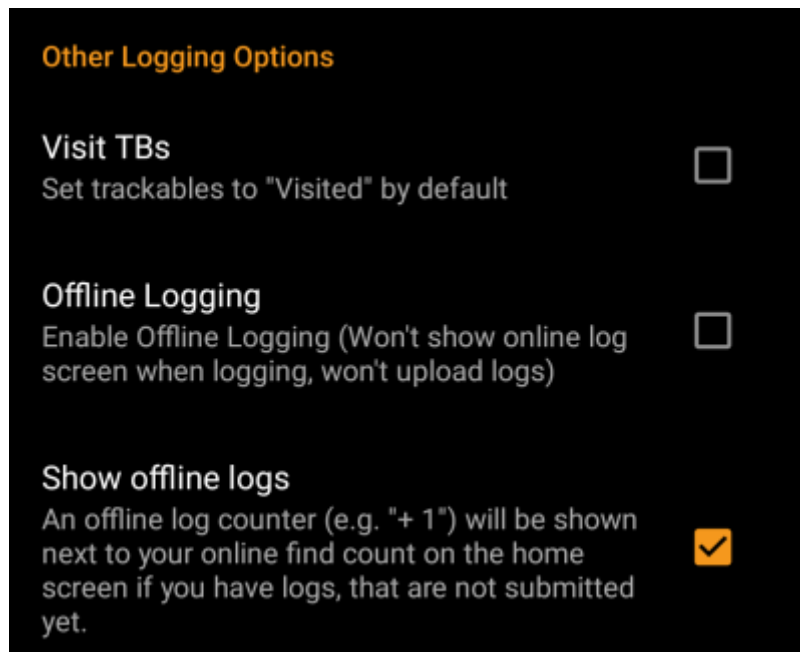 Other Logging Options
Visit TBs
Set trackables to "Visited" by default
Offline Logging
Enable Offline Logging (Won't show online log
screen when logging, won't upload logs)
Show offline logs
An offline log counter (e.g. "+ 1") will be shown
next to your online find count on the home
screen if you have logs, that are not submitted
yet.